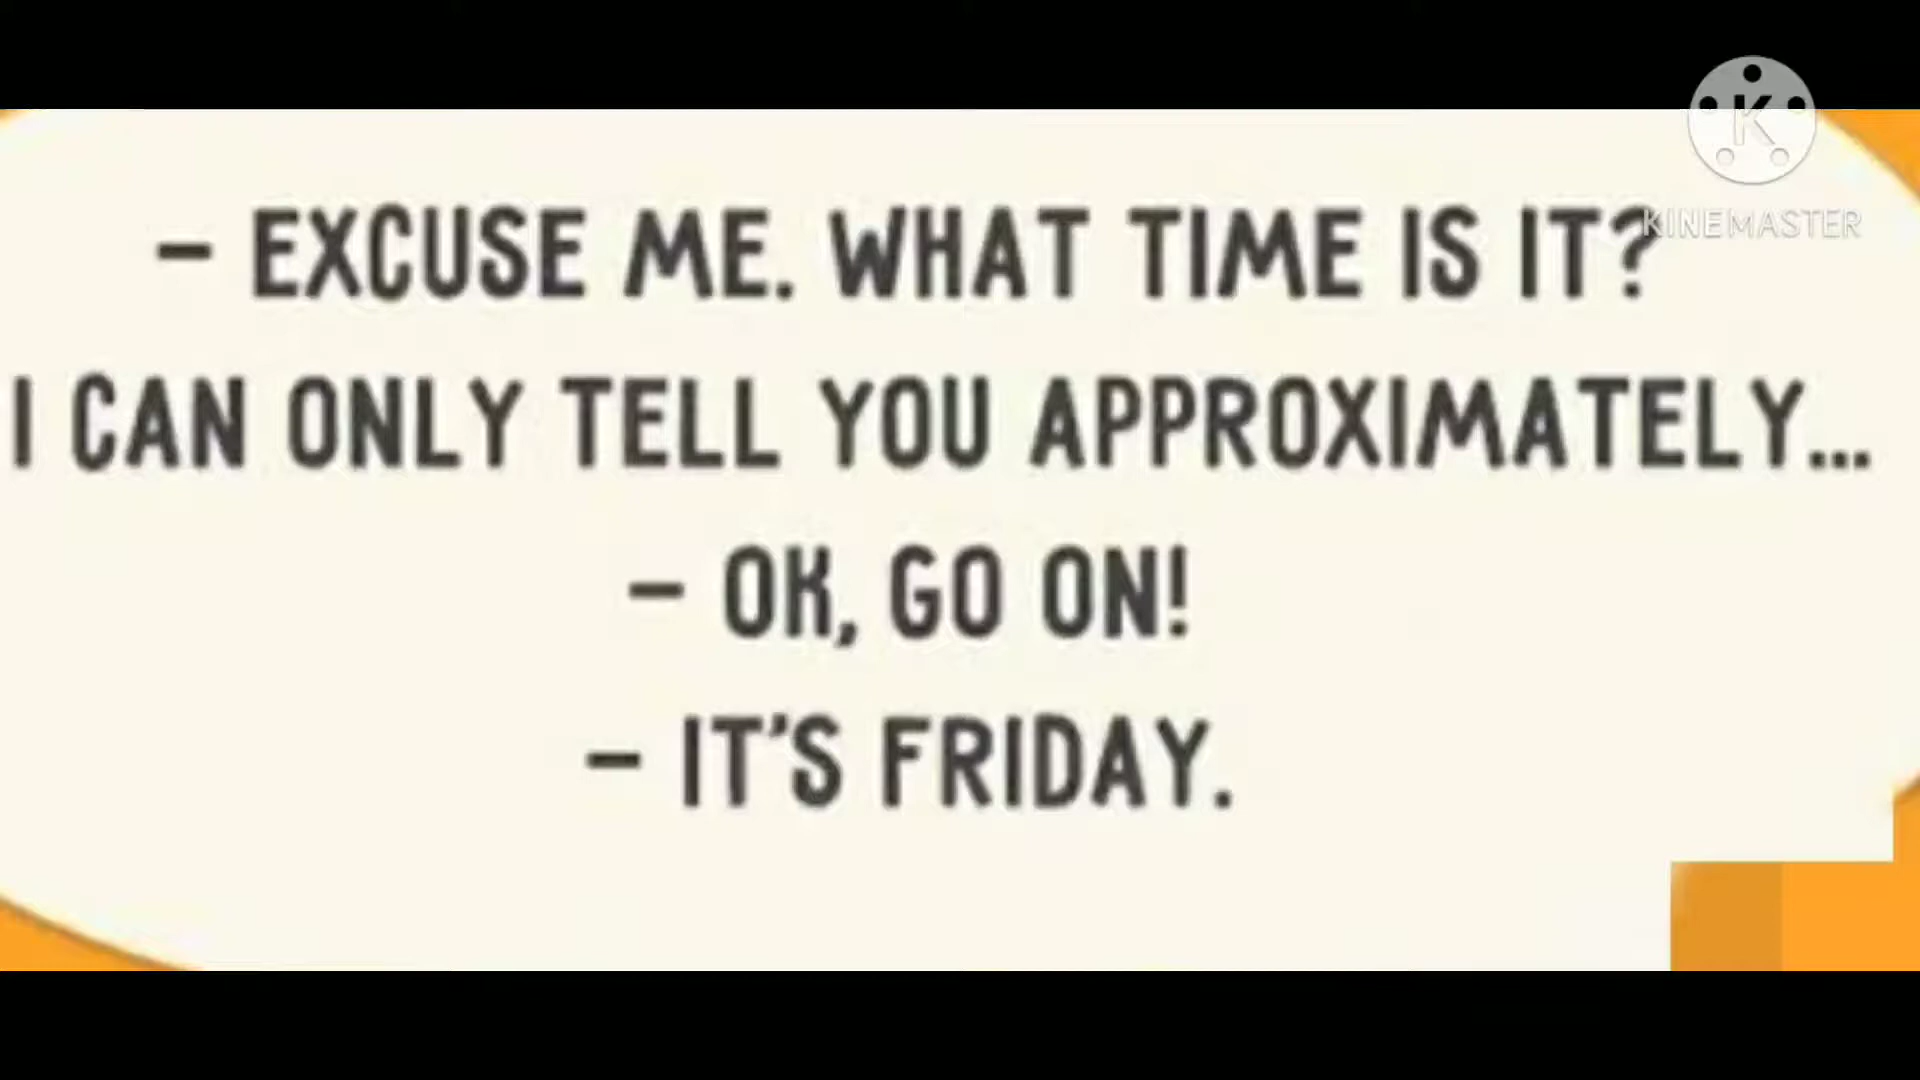 – EXCUSE ME. WHAT TIME IS IT?
I CAN ONLY TELL YOU APPROXIMATELY...
– OK, GO ON!
– IT'S FRIDAY.
K
KINEMASTER